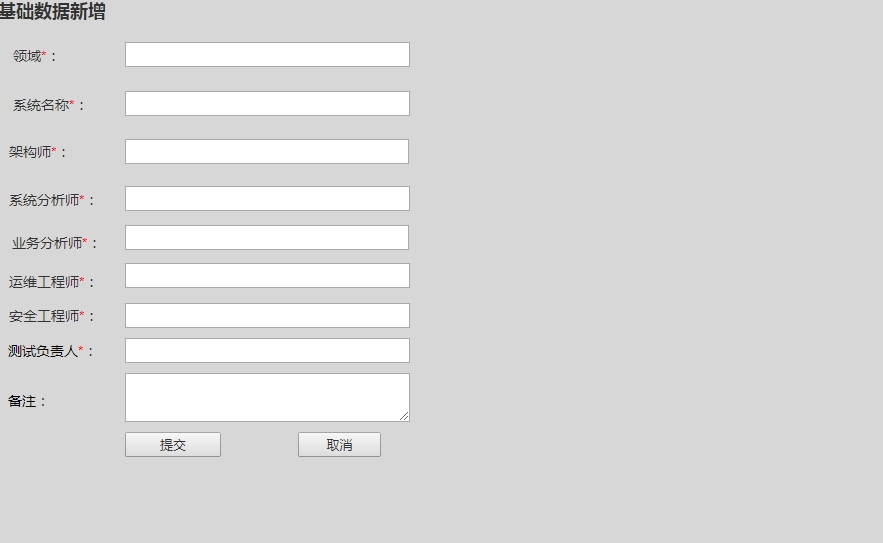 基础数据新增
领域*：
系统名称*：
架构师*：
系统分析师*：
业务分析师*：
运维工程师*：
安全工程师*：
测试负责人*：
备注：
提交 取消